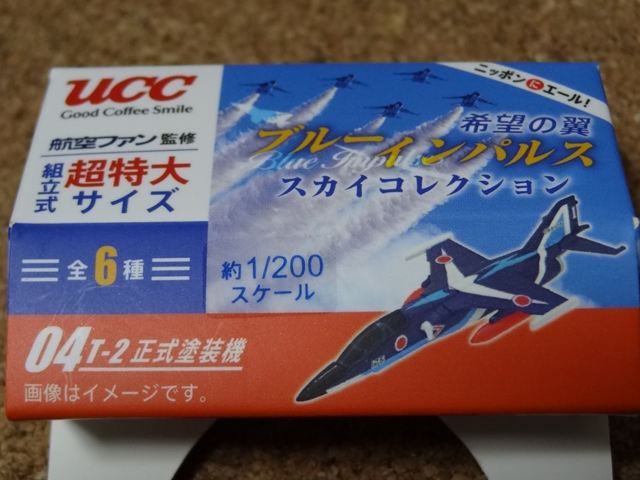 UCC
Good Coffee Smile
航空ファン 監修
組立式 超特大サイズ
全6種
ニッポンにエール!
希望の翼
Blue Impulse
ブルーインパルス
スカイコレクション
約1/200
スケール
04 T-2 正式塗装機
画像はイメージです。